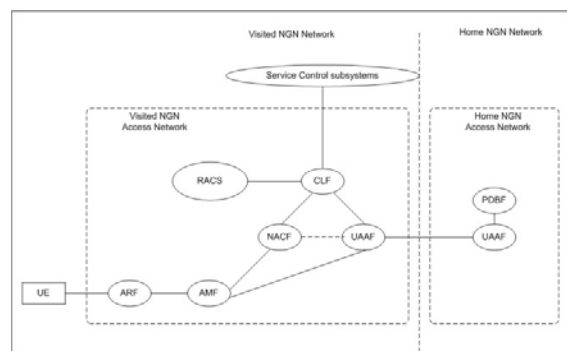 Visited NGN Network
Home NGN Network
Service Control subsystems
Visited NGN
Access Network
Home NGN
Access Network
RACS
CLF
PDBF
NACF
UAAF
UAAF
UE
ARF
AMF